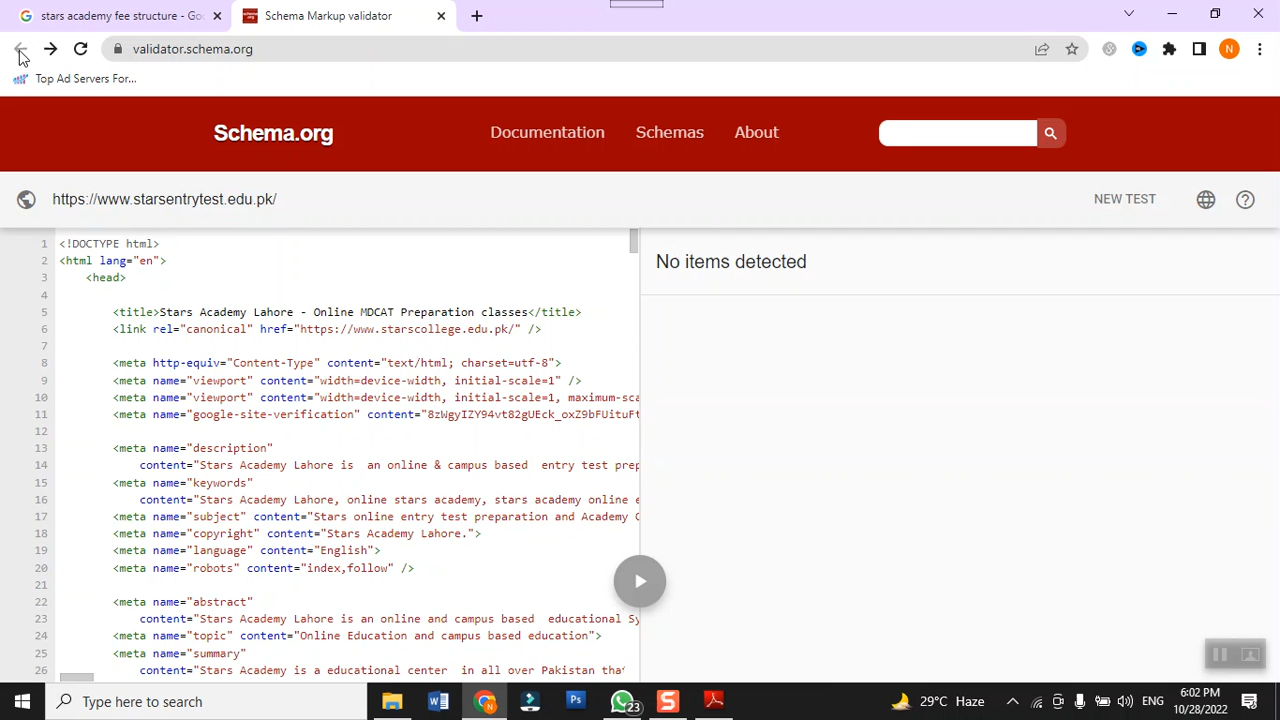 stars academy fee structure - Go
Schema Markup validator
validator.schema.org
N
Top Ad Servers For...
Schema.org
Documentation
Schemas
About
https://www.starsentrytest.edu.pk/
NEW TEST
No items detected
1 <!DOCTYPE html>
2 <html lang="en">
3 <head>
4
5 <title>Stars Academy Lahore - Online MDCAT Preparation classes</title>
6 <link rel="canonical" href="https://www.starscollege.edu.pk/" />
7
8 <meta http-equiv="Content-Type" content="text/html; charset=utf-8">
9 <meta name="viewport" content="width=device-width, initial-scale=1" />
10 <meta name="viewport" content="width=device-width, initial-scale=1, maximum-sca
11 <meta name="google-site-verification" content="8zWgyIZY94vt82gUEck_oxZ9bFUituFt
12
13 <meta name="description"
14 content="Stars Academy Lahore is an online & campus based entry test prep
15 <meta name="keywords"
16 content="Stars Academy Lahore, online stars academy, stars academy online e
17 <meta name="subject" content="Stars online entry test preparation and Academy C
18 <meta name="copyright" content="Stars Academy Lahore.">
19 <meta name="language" content="English">
20 <meta name="robots" content="index,follow" />
21
22 <meta name="abstract"
23 content="Stars Academy Lahore is an online and campus based educational Sy
24 <meta name="topic" content="Online Education and campus based education">
25 <meta name="summary"
26 content="Stars Academy is a educational center in all over Pakistan that
Type here to search
Ps
23
S
29°C Haze
ENG
6:02 PM
10/28/2022